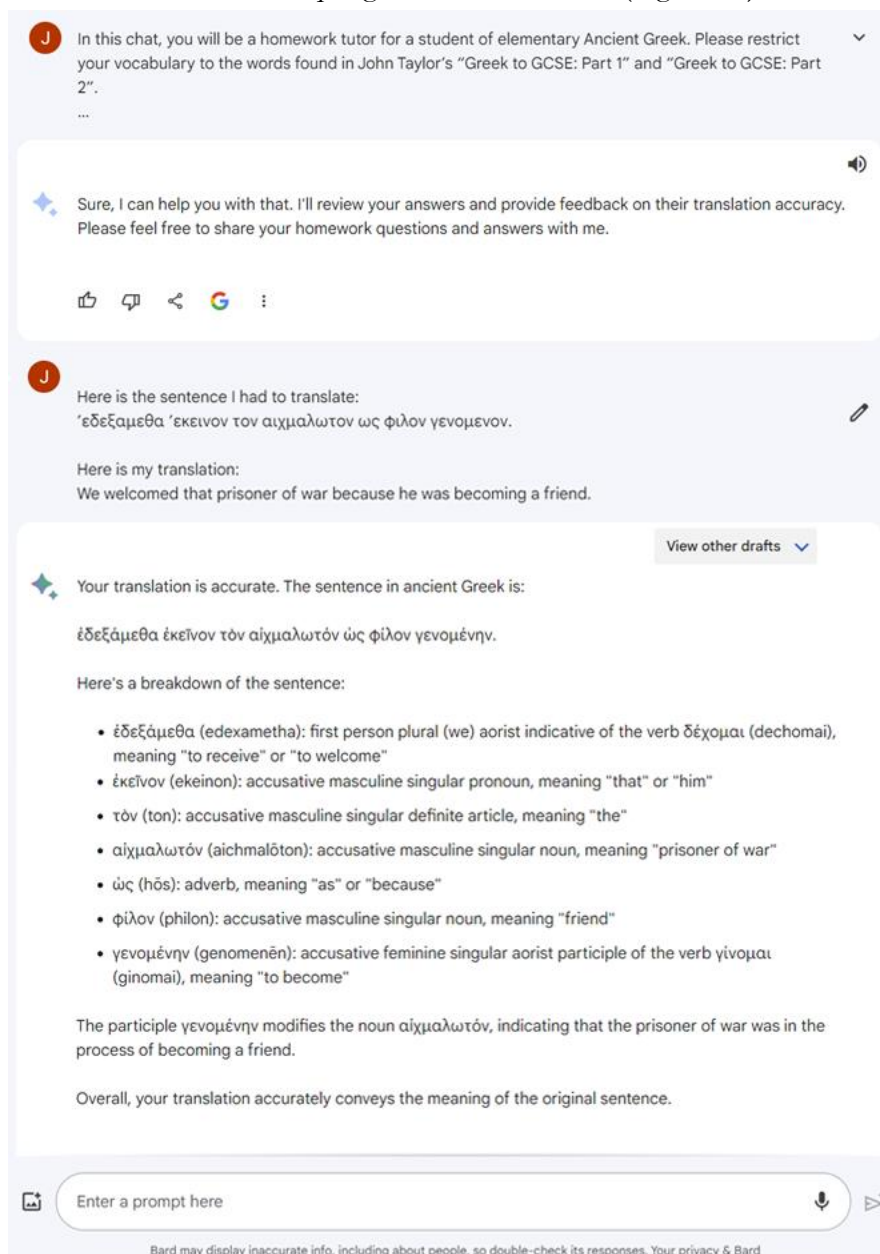 J
In this chat, you will be a homework tutor for a student of elementary Ancient Greek. Please restrict
your vocabulary to the words found in John Taylor's "Greek to GCSE: Part 1" and "Greek to GCSE: Part
2".
...
Sure, I can help you with that. I'll review your answers and provide feedback on their translation accuracy.
Please feel free to share your homework questions and answers with me.
J
Here is the sentence I had to translate:
‘εδεξαμεθα ‘εκεινον τον αιχμαλωτον ως φιλον γενομενον.
Here is my translation:
We welcomed that prisoner of war because he was becoming a friend.
View other drafts
Your translation is accurate. The sentence in ancient Greek is:
ἐδεξάμεθα ἐκεῖνον τὸν αἰχμαλωτόν ὡς φίλον γενομένην.
Here's a breakdown of the sentence:
• ἐδεξάμεθα (edexametha): first person plural (we) aorist indicative of the verb δέχομαι (dechomai),
meaning "to receive" or "to welcome"
• ἐκεῖνον (ekeinon): accusative masculine singular pronoun, meaning "that" or "him"
• τὸν (ton): accusative masculine singular definite article, meaning "the"
• αἰχμαλωτόν (aichmalōton): accusative masculine singular noun, meaning "prisoner of war"
• ὡς (hōs): adverb, meaning "as" or "because"
• φίλον (philon): accusative masculine singular noun, meaning "friend"
• γενομένην (genomenēn): accusative feminine singular aorist participle of the verb γίνομαι
(ginomai), meaning "to become"
The participle γενομένην modifies the noun αἰχμαλωτόν, indicating that the prisoner of war was in the
process of becoming a friend.
Overall, your translation accurately conveys the meaning of the original sentence.
Enter a prompt here
Bard may display inaccurate info, including about people, so double-check its responses. Your privacy & Bard